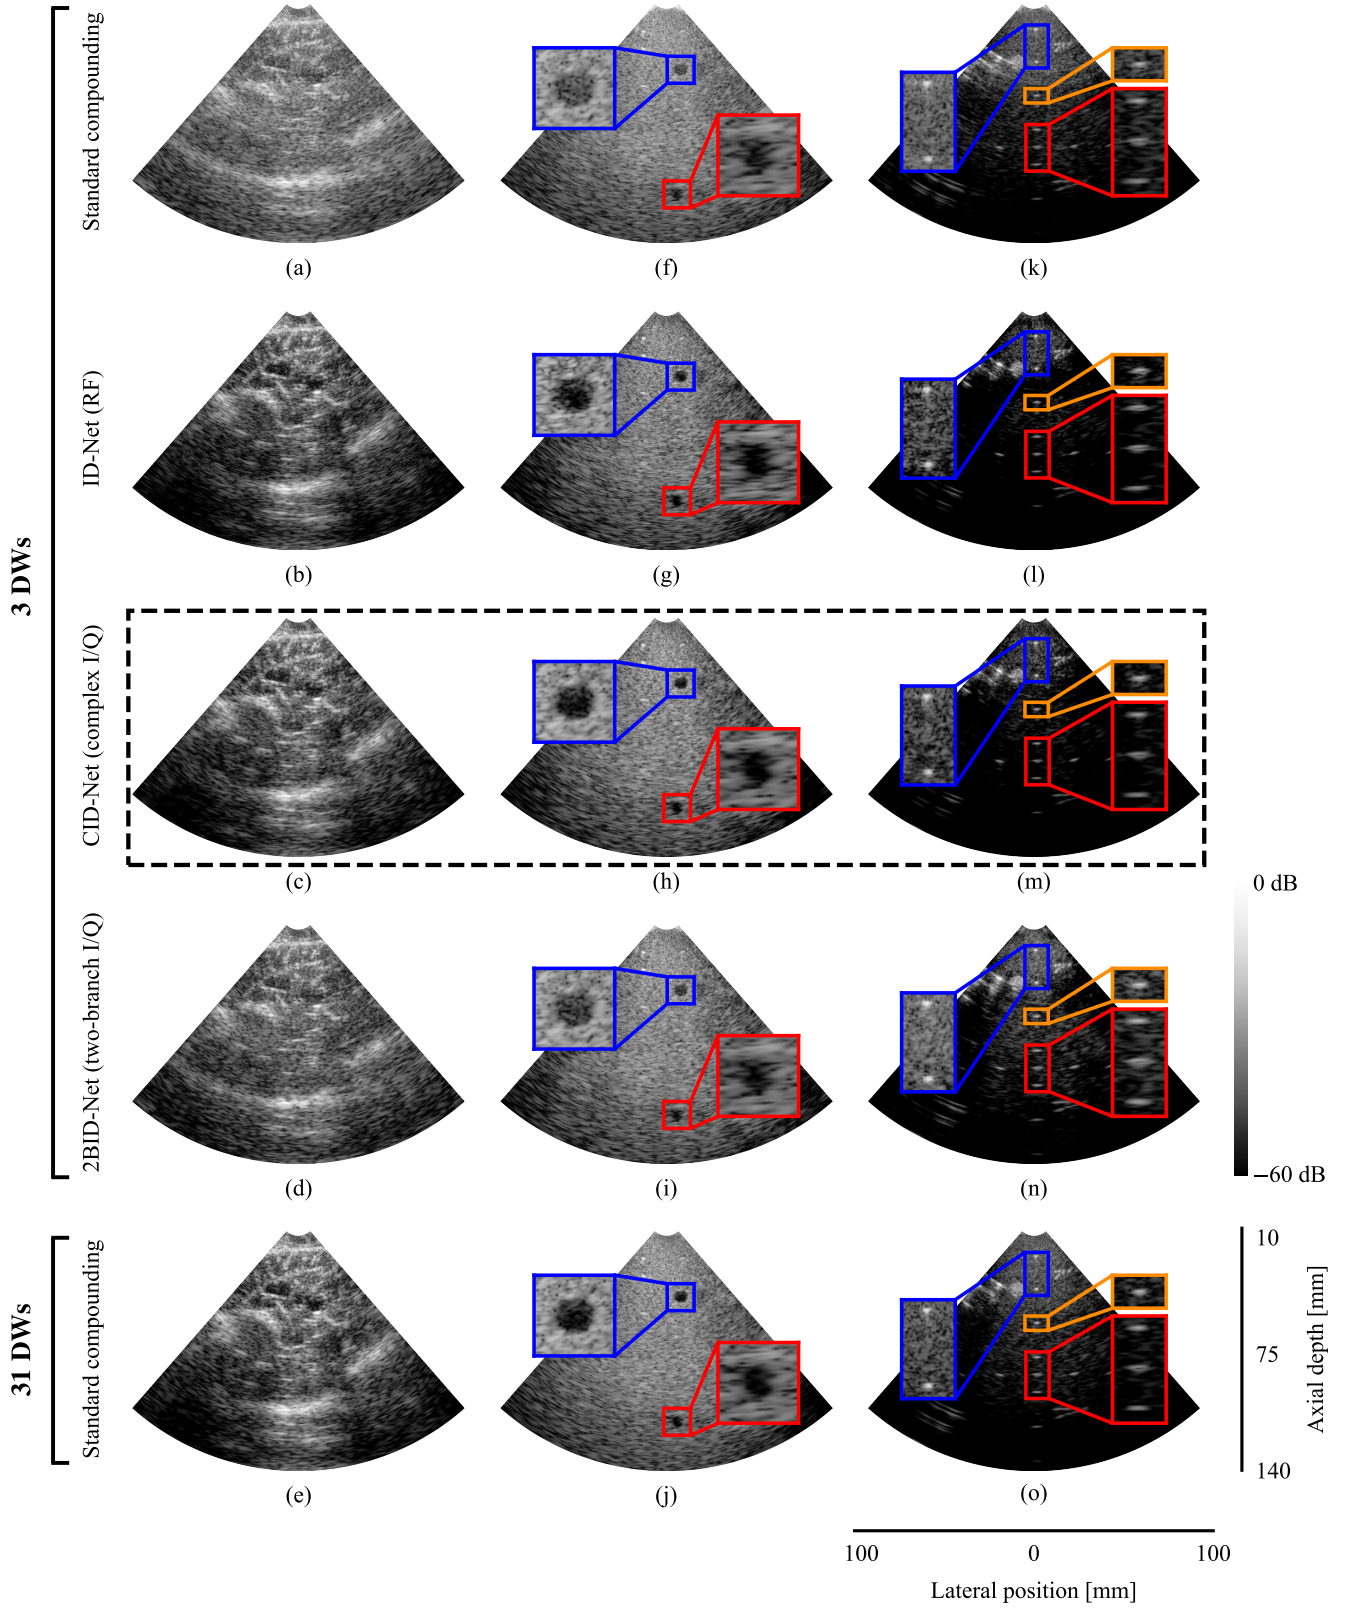 3 DWs
Standard compounding
(a)
(f)
(k)
ID-Net (RF)
(b)
(g)
(l)
CID-Net (complex I/Q)
(c)
(h)
(m)
2BID-Net (two-branch I/Q)
(d)
(i)
(n)
0 dB
−60 dB
31 DWs
Standard compounding
(e)
(j)
(o)
10
75
140
Axial depth [mm]
100
0
100
Lateral position [mm]